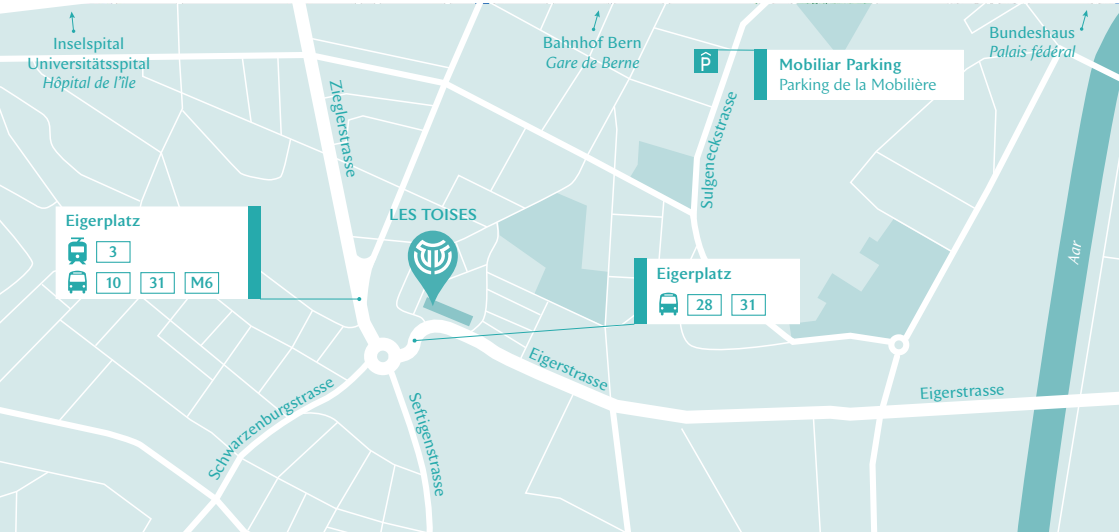 Inselspital
Universitätsspital
Hôpital de l'île
Bahnhof Bern
Gare de Berne
Bundeshaus
Palais fédéral
P
Mobiliar Parking
Parking de la Mobilière
Zieglerstrasse
Sulgeneckstrasse
Eigerplatz
3
10 31 M6
LES TOISES
Eigerplatz
28 31
Aar
Eigerstrasse
Eigerstrasse
Schwarzenburgstrasse
Seftigenstrasse